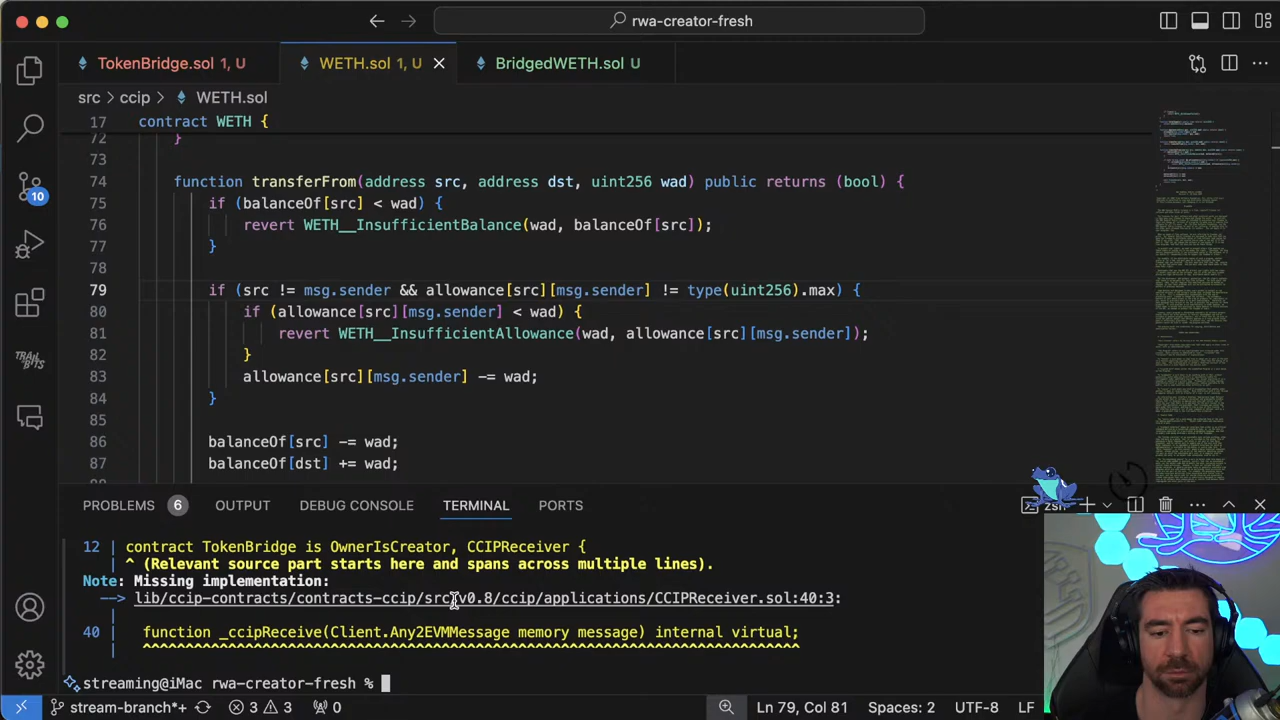 rwa-creator-fresh
TokenBridge.sol 1, U
WETH.sol 1, U
BridgedWETH.sol U
src > ccip > WETH.sol
17 contract WETH {
72 }
73
74 function transferFrom(address src, address dst, uint256 wad) public returns (bool) {
75 if (balanceOf[src] < wad) {
76 revert WETH__InsufficientBalance(wad, balanceOf[src]);
77 }
78
79 if (src != msg.sender && allowance[src][msg.sender] != type(uint256).max) {
80 if (allowance[src][msg.sender] < wad) {
81 revert WETH__InsufficientAllowance(wad, allowance[src][msg.sender]);
82 }
83 allowance[src][msg.sender] -= wad;
84 }
85
86 balanceOf[src] -= wad;
87 balanceOf[dst] += wad;
10
PROBLEMS 6 OUTPUT DEBUG CONSOLE TERMINAL PORTS
zsh
12 | contract TokenBridge is OwnerIsCreator, CCIPReceiver {
| ^ (Relevant source part starts here and spans across multiple lines).
Note: Missing implementation:
--> lib/ccip-contracts/contracts-ccip/src/v0.8/ccip/applications/CCIPReceiver.sol:40:3:
|
40 | function _ccipReceive(Client.Any2EVMMessage memory message) internal virtual;
| ^^^^^^^^^^^^^^^^^^^^^^^^^^^^^^^^^^^^^^^^^^^^^^^^^^^^^^^^^^^^^^^^^^^^^^^^^^^^^
streaming@iMac rwa-creator-fresh %
stream-branch*+ 3 3 0 Ln 79, Col 81 Spaces: 2 UTF-8 LF